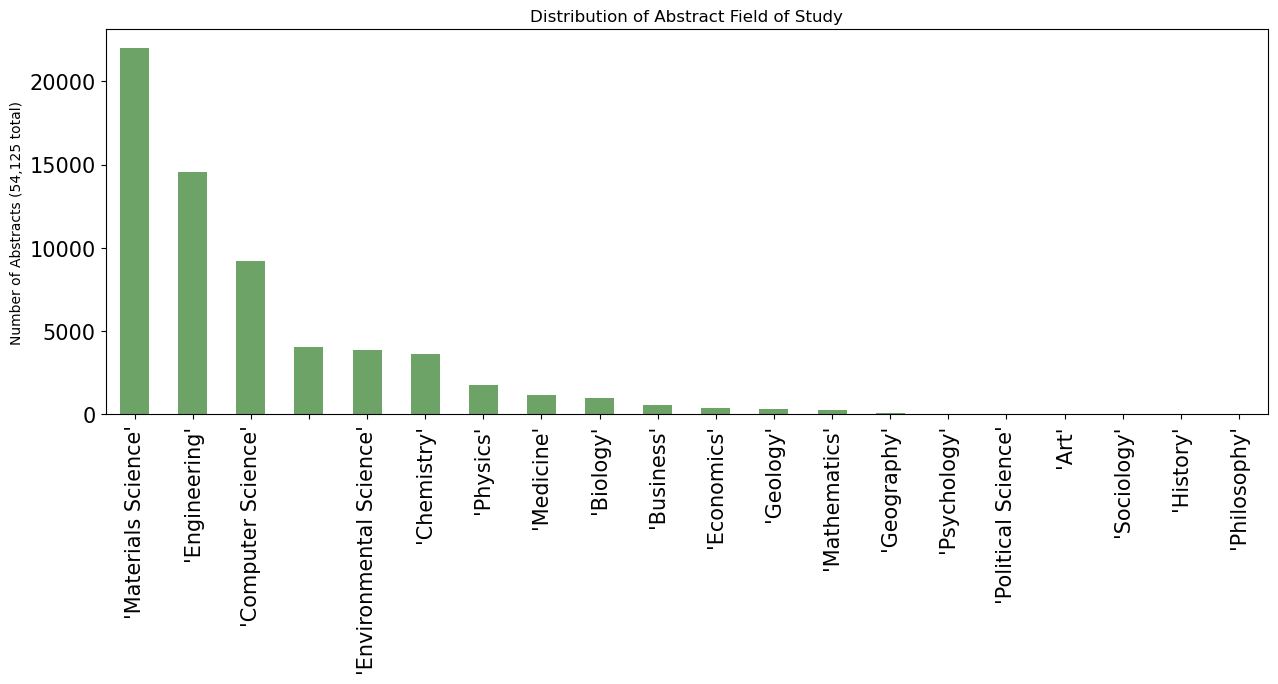 Distribution of Abstract Field of Study
Number of Abstracts (54,125 total)
20000
15000
10000
5000
0
'Materials Science'
'Engineering'
'Computer Science'
'Environmental Science'
'Chemistry'
'Physics'
'Medicine'
'Biology'
'Business'
'Economics'
'Geology'
'Mathematics'
'Geography'
'Psychology'
'Political Science'
'Art'
'Sociology'
'History'
'Philosophy'